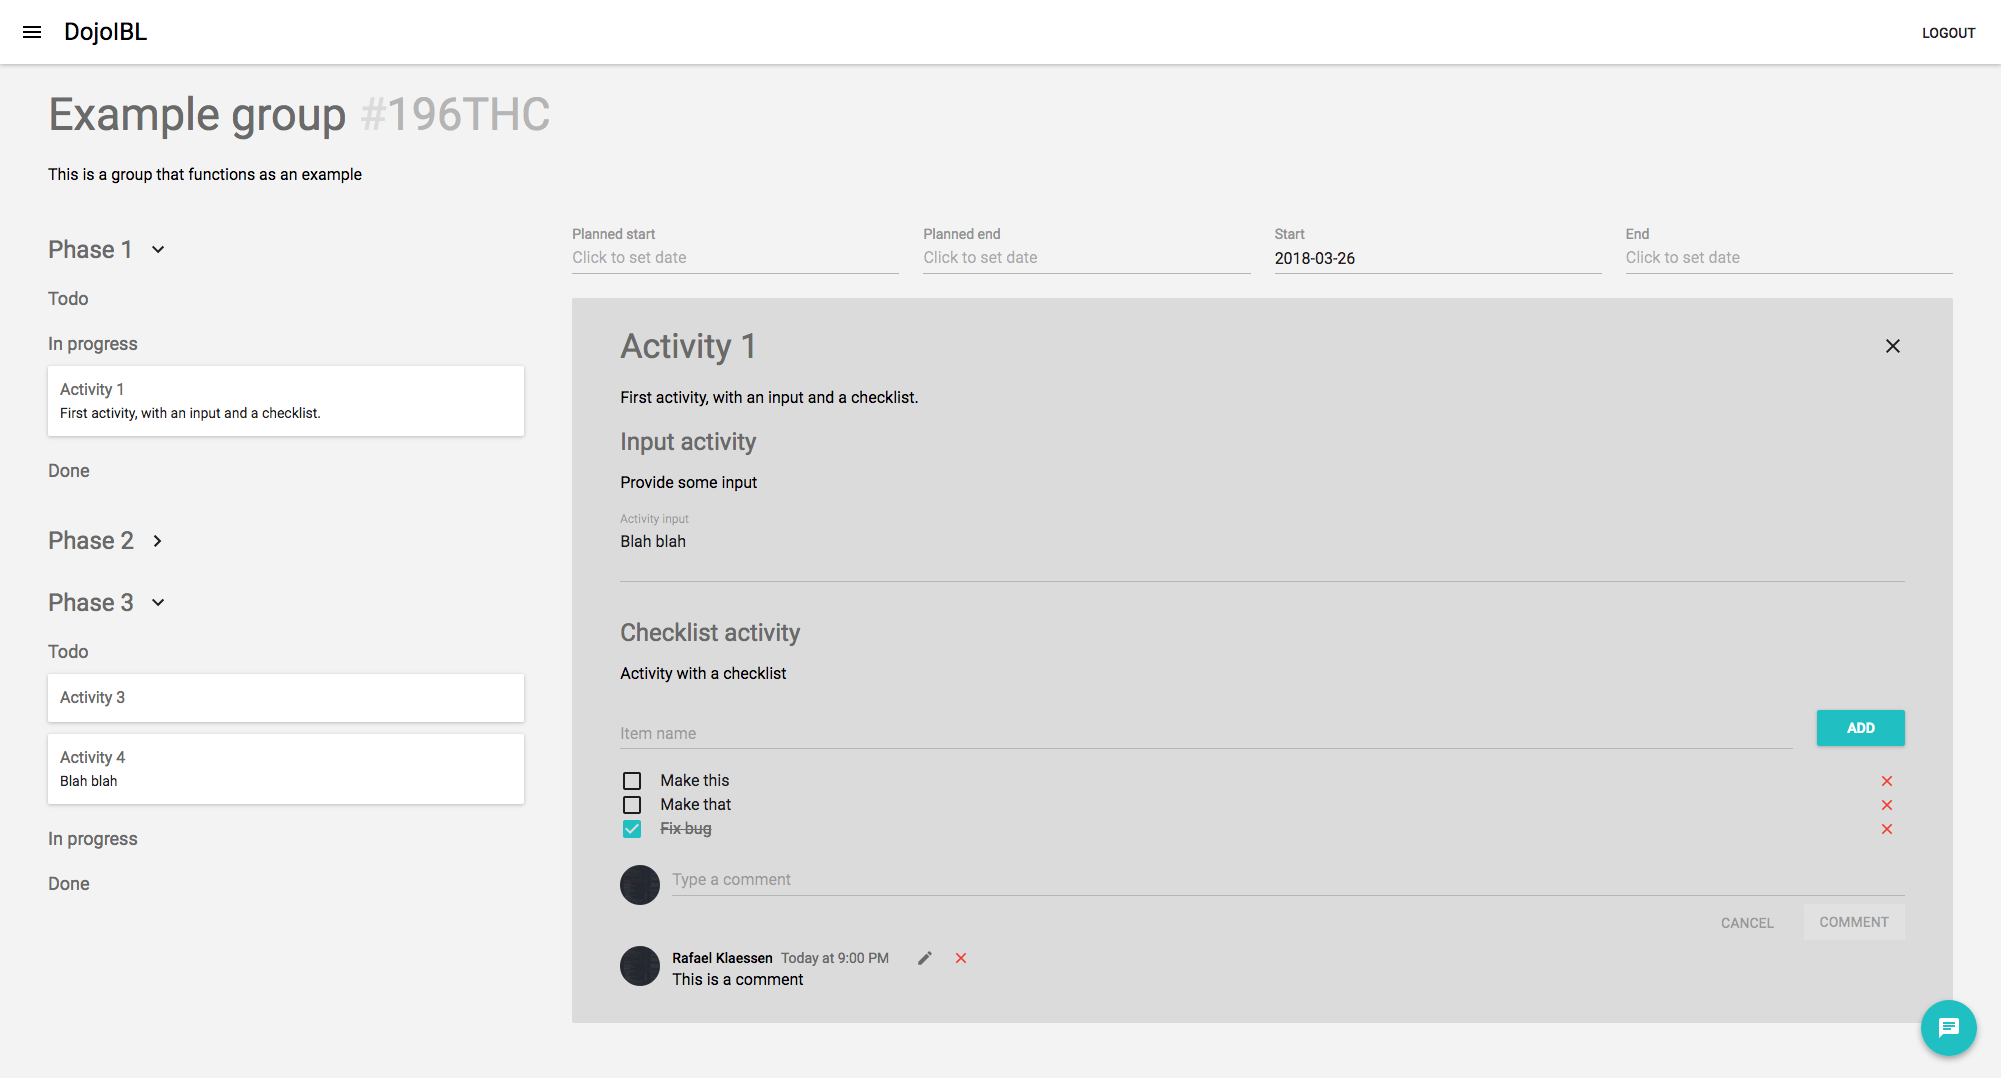 DojoIBL
LOGOUT
Example group #196THC
This is a group that functions as an example
Phase 1
Todo
In progress
Activity 1
First activity, with an input and a checklist.
Done
Phase 2
Phase 3
Todo
Activity 3
Activity 4
Blah blah
In progress
Done
Planned start
Click to set date
Planned end
Click to set date
Start
2018-03-26
End
Click to set date
Activity 1
First activity, with an input and a checklist.
Input activity
Provide some input
Activity input
Blah blah
Checklist activity
Activity with a checklist
Item name
ADD
Make this
Make that
Fix bug
Type a comment
CANCEL
COMMENT
Rafael Klaessen Today at 9:00 PM
This is a comment